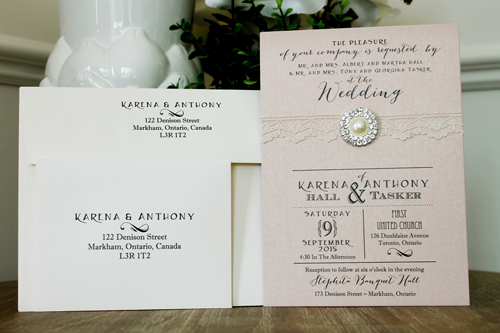 KARENA & ANTHONY
122 Denison Street
Markham, Ontario, Canada
L3R 1T2
KARENA & ANTHONY
122 Denison Street
Markham, Ontario, Canada
L3R 1T2
THE PLEASURE
of your company is requested by
MR. AND MRS. ALBERT AND MARTHA HALL
& MR. AND MRS. TONY AND GEORGINA TASKER
at the
Wedding
of
KARENA & ANTHONY
HALL & TASKER
SATURDAY
{9}
SEPTEMBER
2015
4:30 In The Afternoon
FIRST
UNITED CHURCH
126 Dunblaine Avenue
Toronto, Ontario
Reception to follow at six o'clock in the evening
Stephita Banquet Hall
173 Denison Street ~ Markham, Ontario